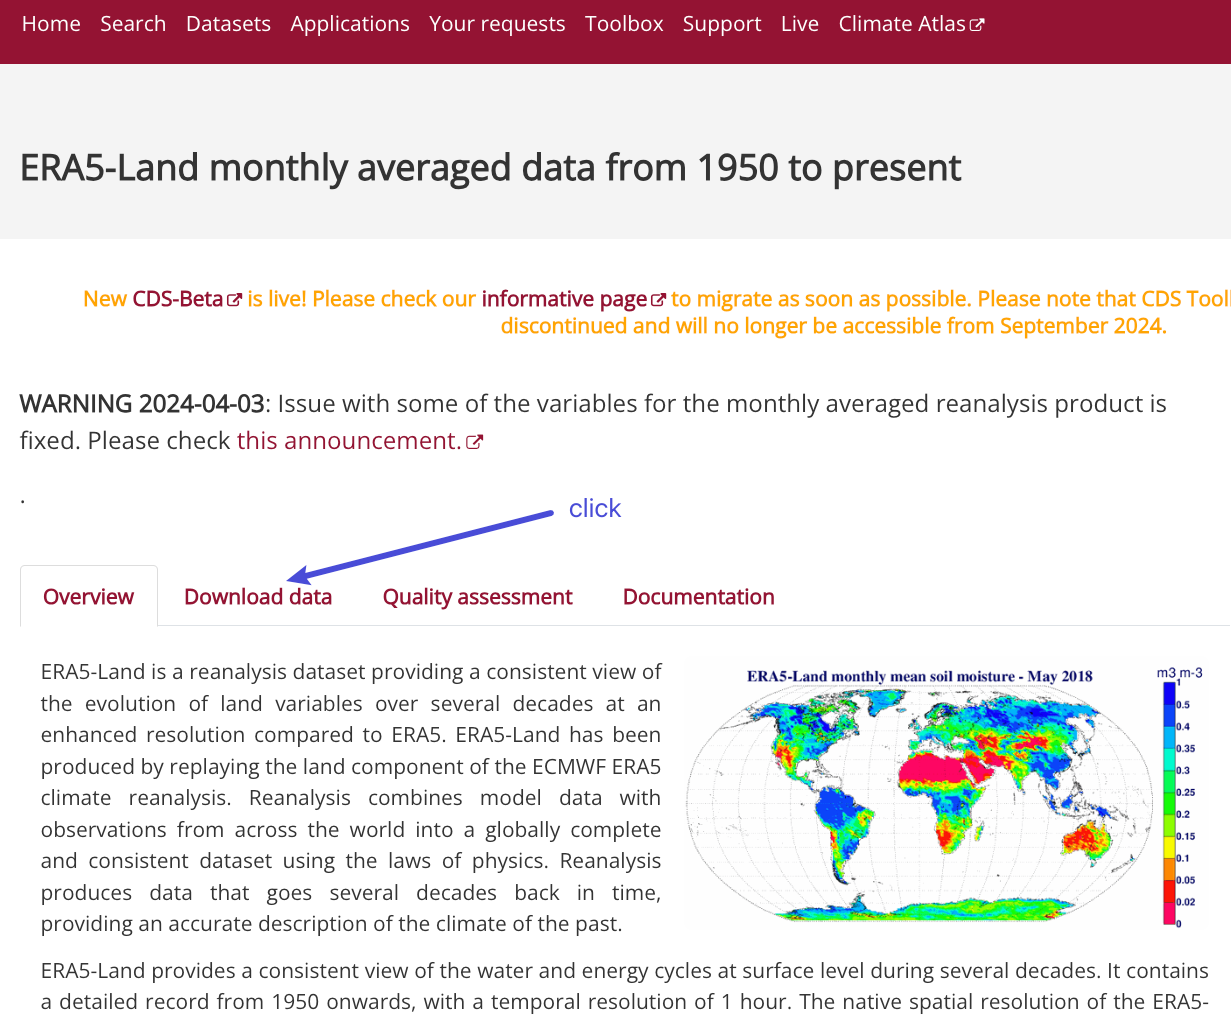 Home Search Datasets Applications Your requests Toolbox Support Live Climate Atlas
ERA5-Land monthly averaged data from 1950 to present
New CDS-Beta is live! Please check our informative page to migrate as soon as possible. Please note that CDS Tool
discontinued and will no longer be accessible from September 2024.
WARNING 2024-04-03: Issue with some of the variables for the monthly averaged reanalysis product is
fixed. Please check this announcement.
.
click
Overview Download data Quality assessment Documentation
ERA5-Land is a reanalysis dataset providing a consistent view of
the evolution of land variables over several decades at an
enhanced resolution compared to ERA5. ERA5-Land has been
produced by replaying the land component of the ECMWF ERA5
climate reanalysis. Reanalysis combines model data with
observations from across the world into a globally complete
and consistent dataset using the laws of physics. Reanalysis
produces data that goes several decades back in time,
providing an accurate description of the climate of the past.
ERA5-Land monthly mean soil moisture - May 2018
m3 m-3
1
0.5
0.4
0.35
0.3
0.25
0.2
0.15
0.1
0.05
0.02
0
ERA5-Land provides a consistent view of the water and energy cycles at surface level during several decades. It contains
a detailed record from 1950 onwards, with a temporal resolution of 1 hour. The native spatial resolution of the ERA5-